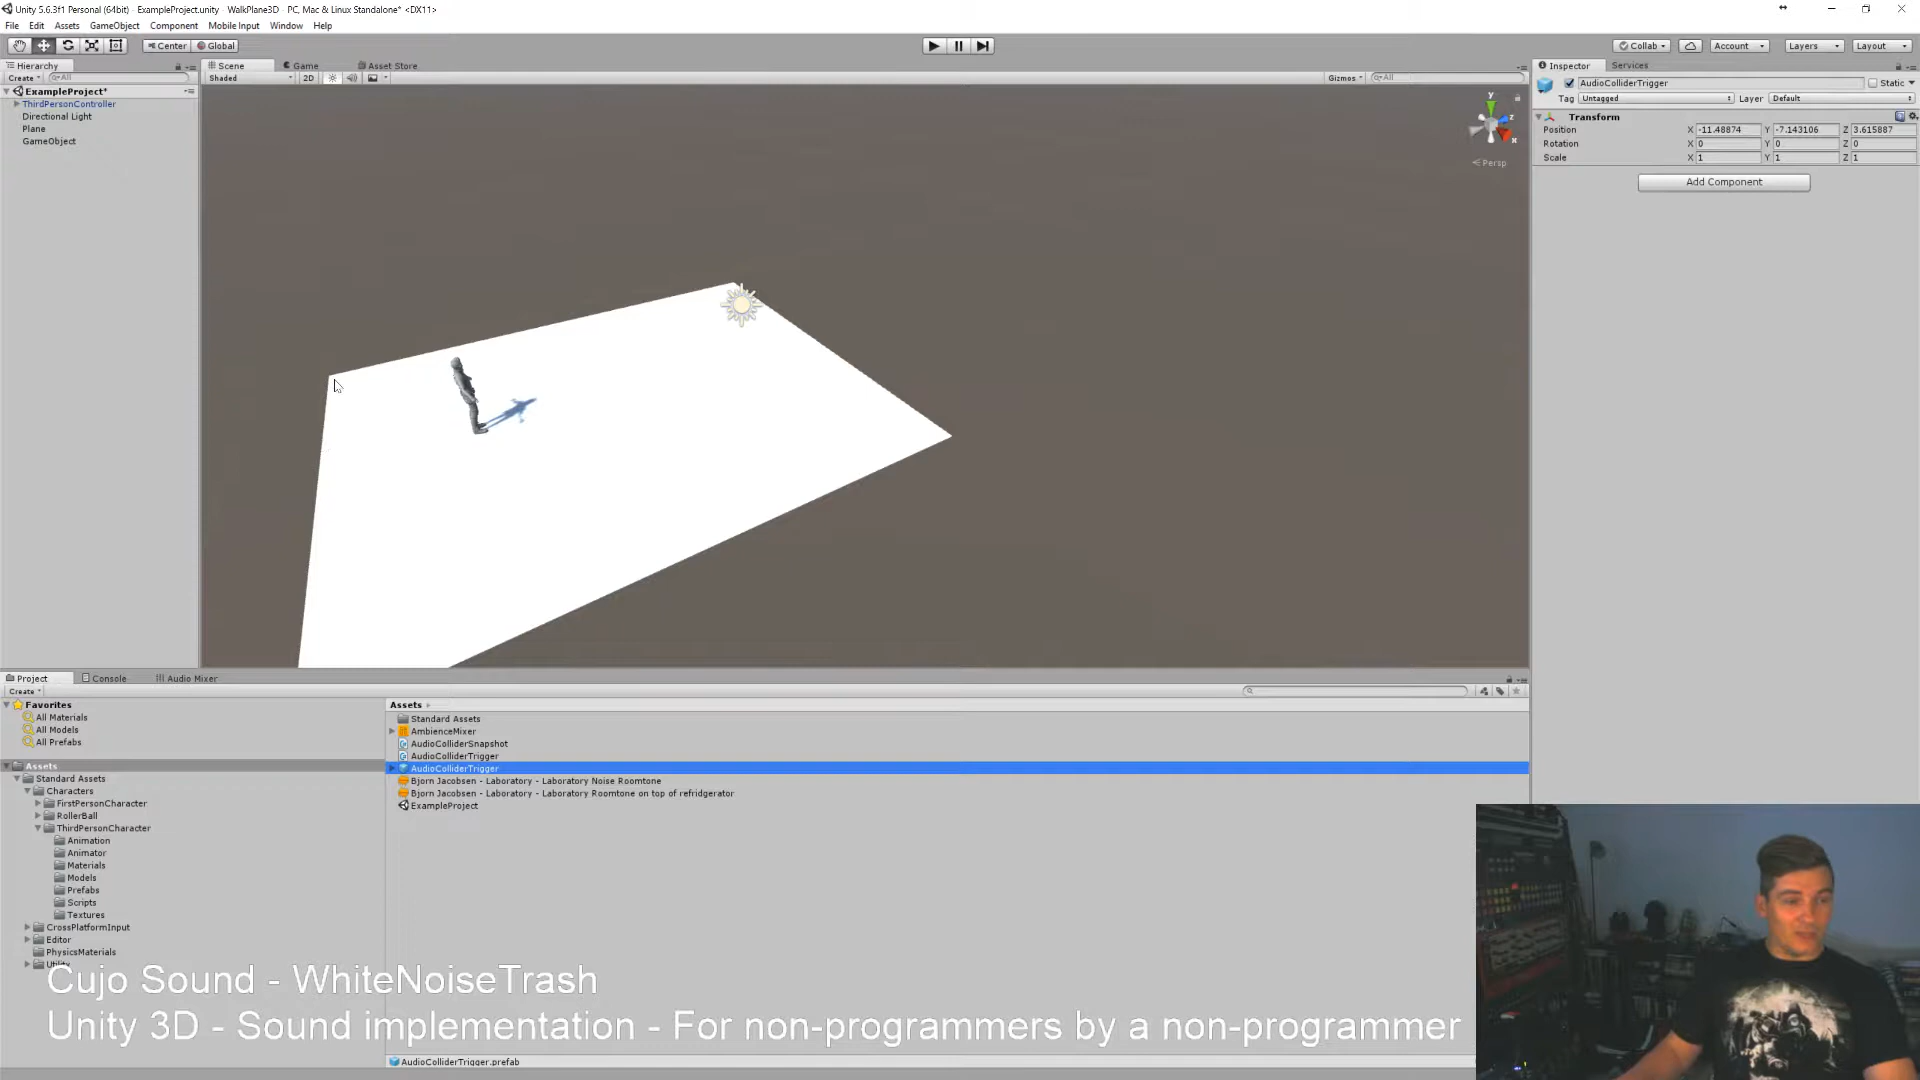 Unity 5.6.3f1 Personal (64bit) - ExampleProject.unity - WalkPlane3D - PC, Mac & Linux Standalone* <DX11>
File Edit Assets GameObject Component Mobile Input Window Help
Center Global
Collab Account Layers Layout
Hierarchy
Create All
ExampleProject*
ThirdPersonController
Directional Light
Plane
GameObject
Scene Game Asset Store
Shaded 2D Gizmos All
y
z
x
Persp
Inspector Services
AudioColliderTrigger Static
Tag Untagged Layer Default
Transform
Position X -11.48874 Y -7.143106 Z 3.615887
Rotation X 0 Y 0 Z 0
Scale X 1 Y 1 Z 1
Add Component
Project Console Audio Mixer
Create
Favorites
All Materials
All Models
All Prefabs
Assets
Standard Assets
Characters
FirstPersonCharacter
RollerBall
ThirdPersonCharacter
Animation
Animator
Materials
Models
Prefabs
Scripts
Textures
CrossPlatformInput
Editor
PhysicsMaterials
Assets
Standard Assets
AmbienceMixer
AudioColliderSnapshot
AudioColliderTrigger
AudioColliderTrigger
Bjorn Jacobsen - Laboratory - Laboratory Noise Roomtone
Bjorn Jacobsen - Laboratory - Laboratory Roomtone on top of refridgerator
ExampleProject
Cujo Sound - WhiteNoiseTrash
Unity 3D - Sound implementation - For non-programmers by a non-programmer
AudioColliderTrigger.prefab